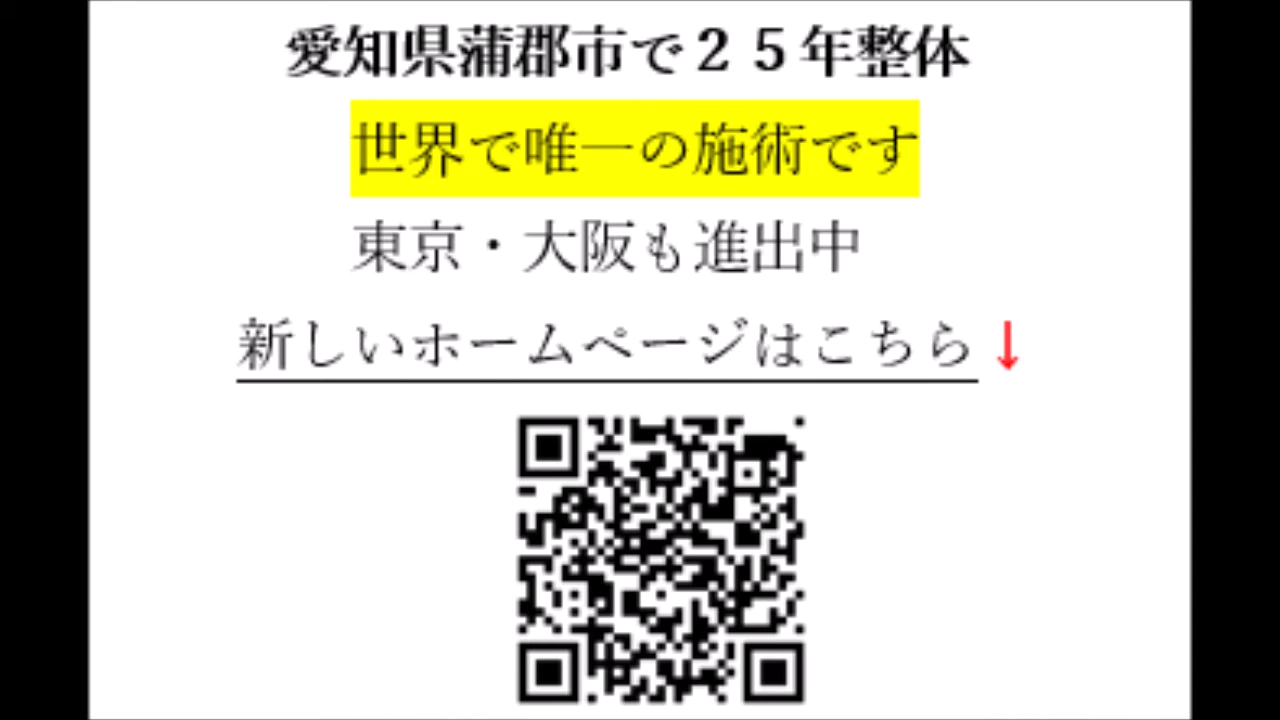 愛知県蒲郡市で２５年整体
世界で唯一の施術です
東京・大阪も進出中
新しいホームページはこちら↓